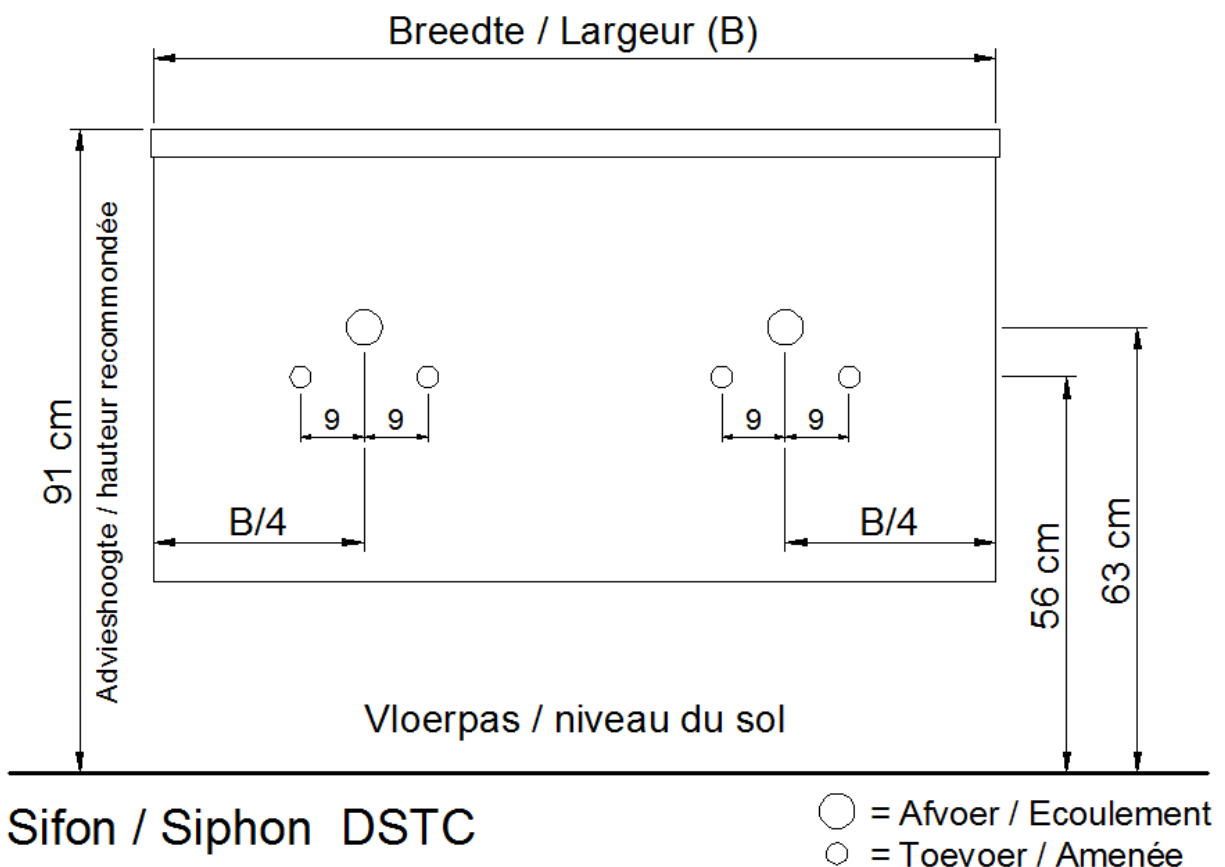 Breedte / Largeur (B)
91 cm
Advieshoogte / hauteur recommondée
9
9
9
9
B/4
B/4
56 cm
63 cm
Vloerpas / niveau du sol
Sifon / Siphon DSTC
= Afvoer / Ecoulement
= Toevoer / Amenée